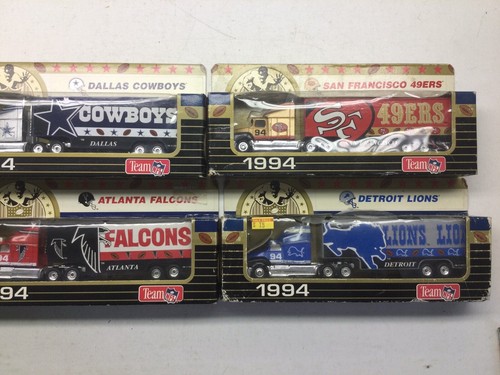 DALLAS COWBOYS
COWBOYS
DALLAS
4
Team NFL
SAN FRANCISCO 49ERS
94
49ERS
1994
Team NFL
ATLANTA FALCONS
94
FALCONS
ATLANTA
994
Team NFL
DETROIT LIONS
94
LIONS LIO
DETROIT
1994
Team NFL